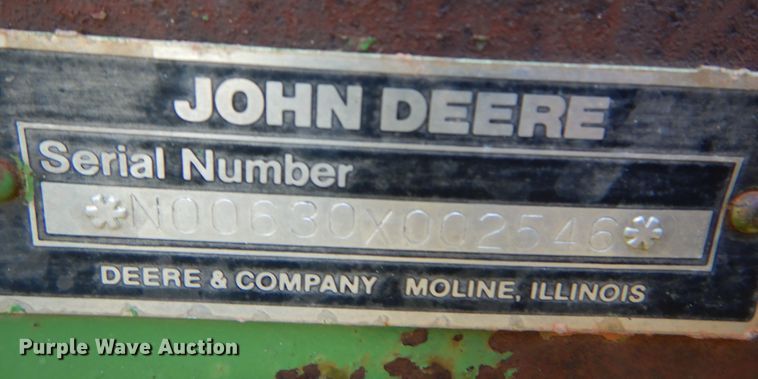 JOHN DEERE
Serial Number
*N00630X002546*
DEERE & COMPANY MOLINE, ILLINOIS
Purple Wave Auction